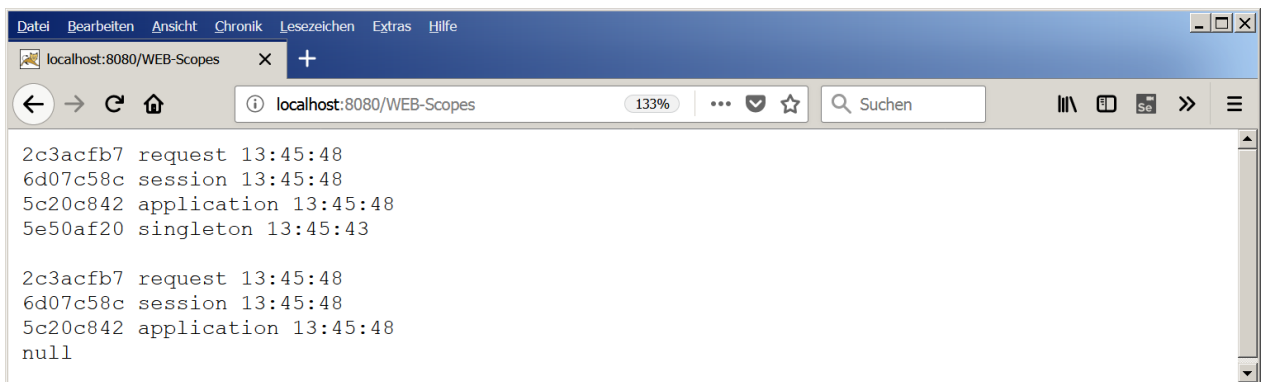 Datei Bearbeiten Ansicht Chronik Lesezeichen Extras Hilfe
localhost:8080/WEB-Scopes
localhost:8080/WEB-Scopes 133% Suchen Se
2c3acfb7 request 13:45:48
6d07c58c session 13:45:48
5c20c842 application 13:45:48
5e50af20 singleton 13:45:43
2c3acfb7 request 13:45:48
6d07c58c session 13:45:48
5c20c842 application 13:45:48
null